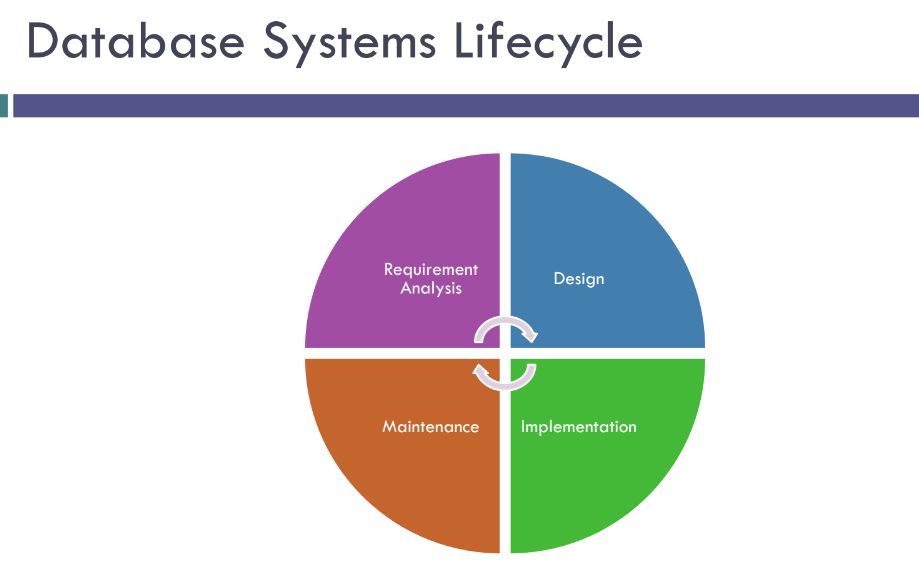 Database Systems Lifecycle
Requirement
Analysis
Design
Maintenance
Implementation